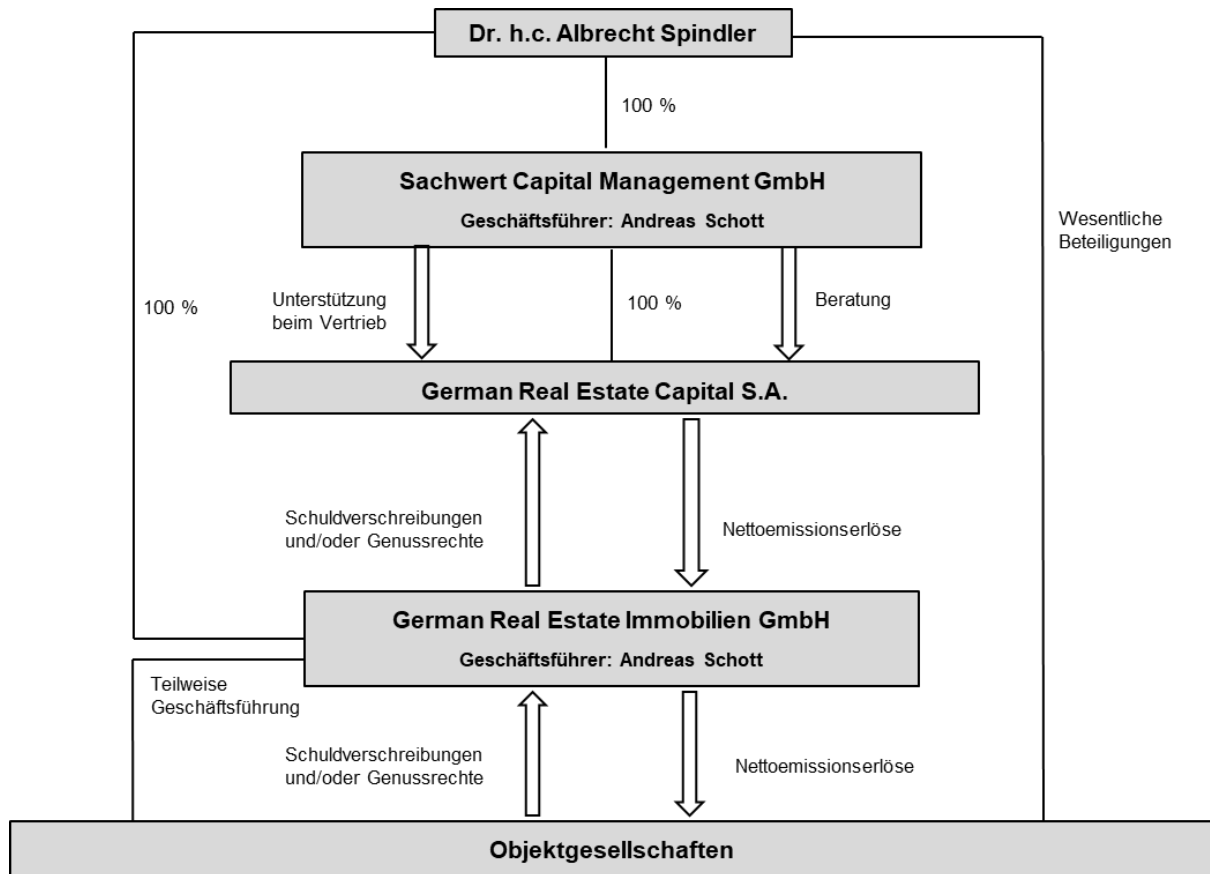 Dr. h.c. Albrecht Spindler
100 %
Sachwert Capital Management GmbH
Geschäftsführer: Andreas Schott
Wesentliche
Beteiligungen
100 %
Unterstützung
beim Vertrieb
100 %
Beratung
German Real Estate Capital S.A.
Schuldverschreibungen
und/oder Genussrechte
Nettoemissionserlöse
German Real Estate Immobilien GmbH
Geschäftsführer: Andreas Schott
Teilweise
Geschäftsführung
Schuldverschreibungen
und/oder Genussrechte
Nettoemissionserlöse
Objektgesellschaften